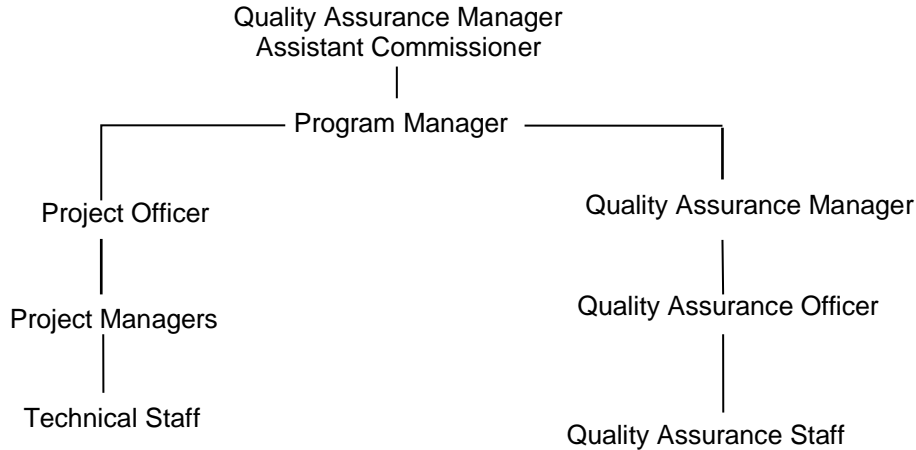 Quality Assurance Manager
Assistant Commissioner
Program Manager
Project Officer
Quality Assurance Manager
Project Managers
Quality Assurance Officer
Technical Staff
Quality Assurance Staff